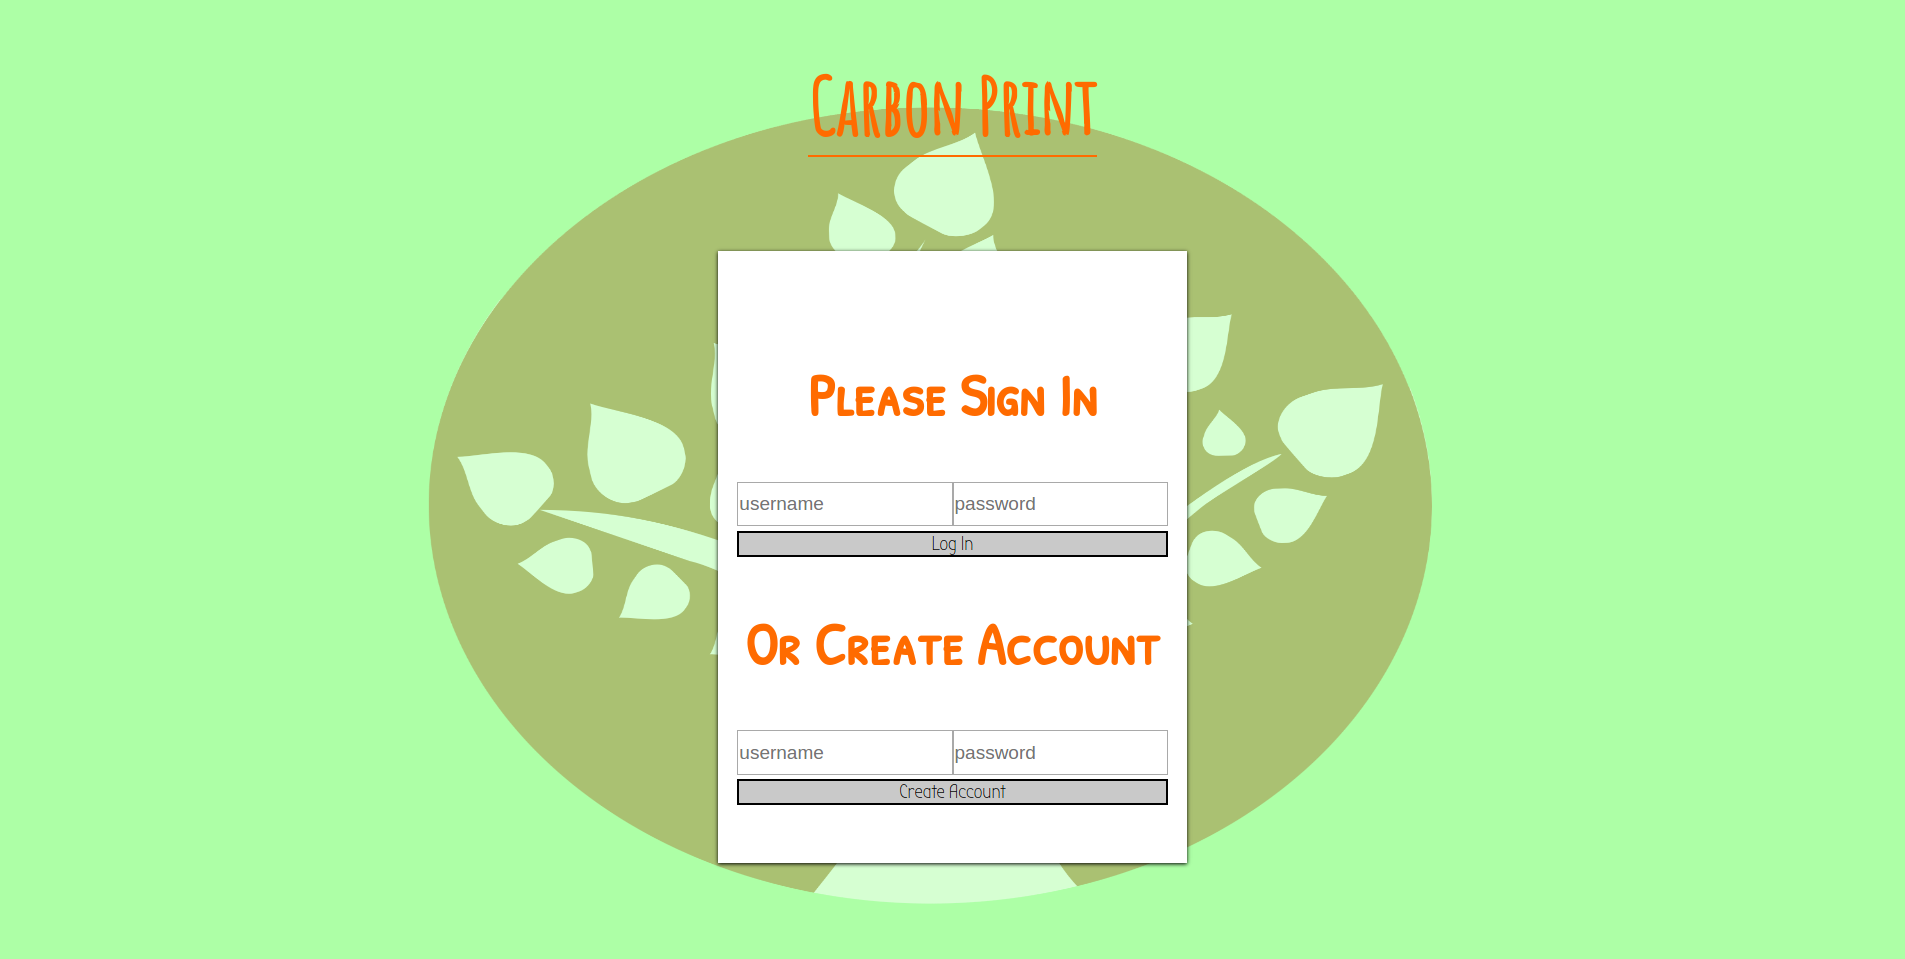 Carbon Print
Please Sign In
username password
Log In
Or Create Account
username password
Create Account